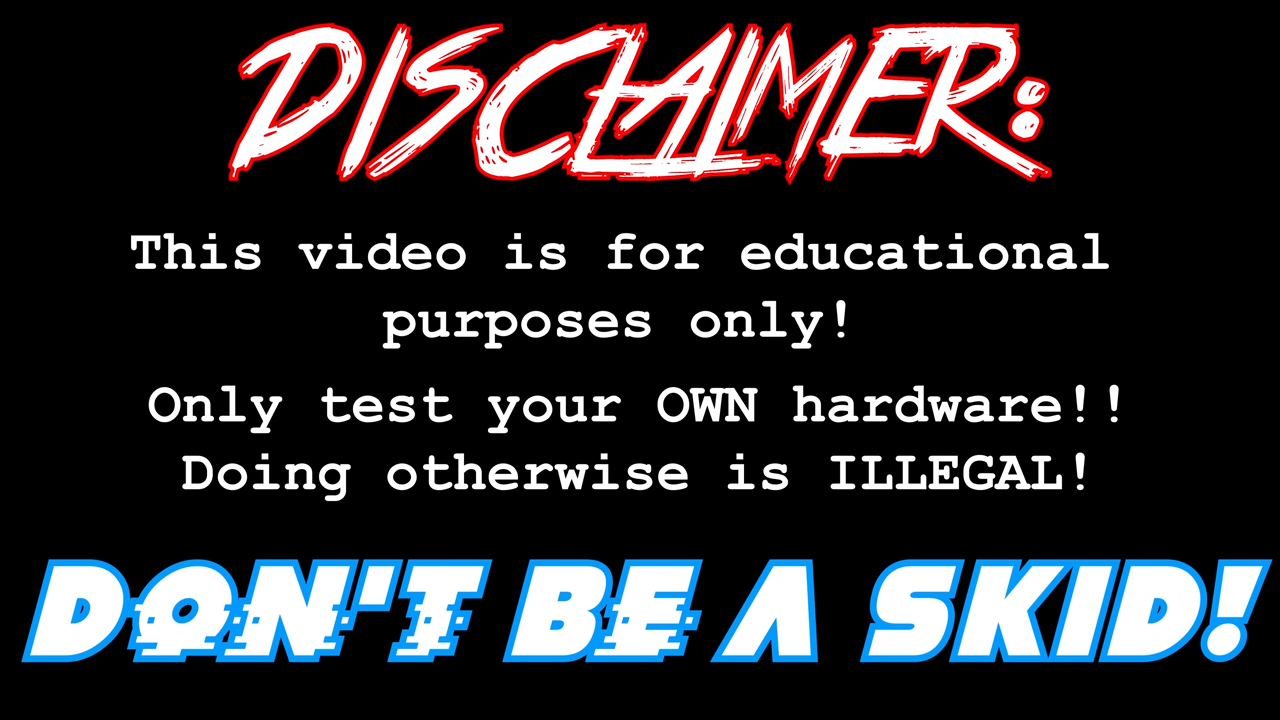 DISCLAIMER:
This video is for educational
purposes only!
Only test your OWN hardware!!
Doing otherwise is ILLEGAL!
DON'T BE A SKID!